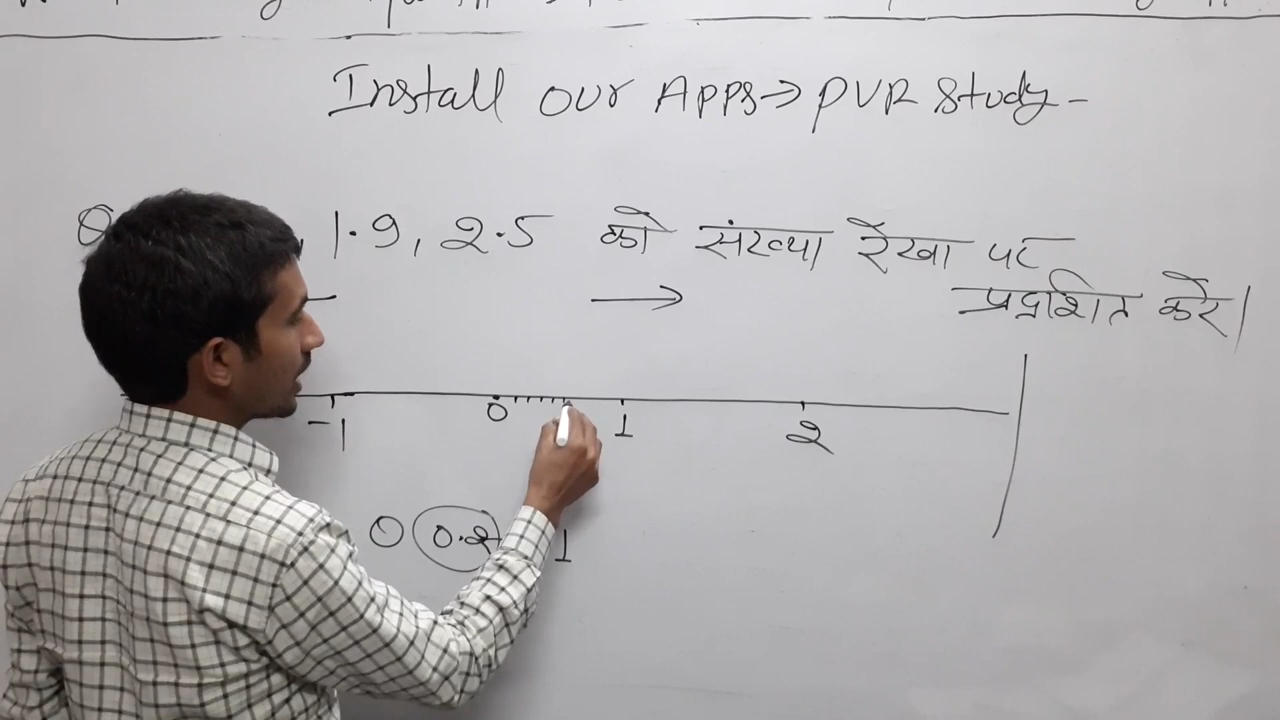 Install our Apps→ PVR Study-
Q , 1.9, 2.5 को संख्या रेखा पर
→ प्रदर्शित करें।
-1 0 1 2
0 0.2 1